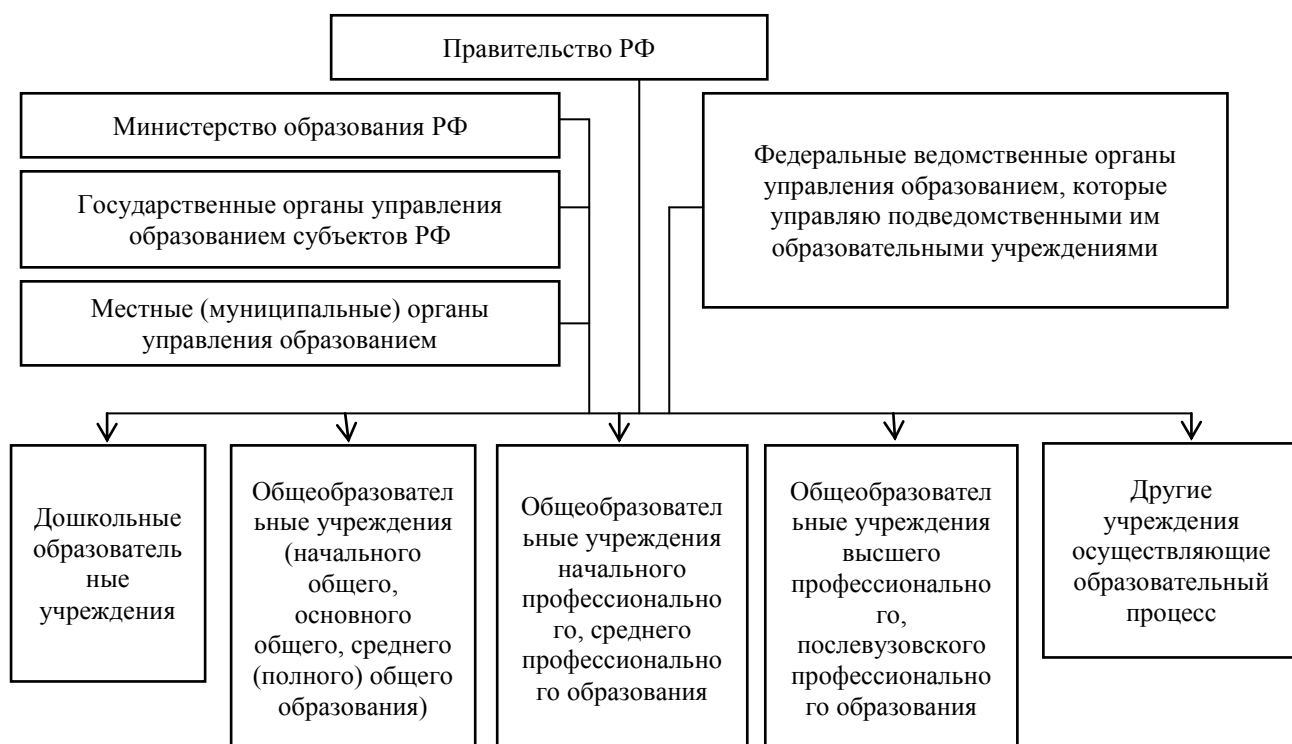 Правительство РФ
Министерство образования РФ
Государственные органы управления
образованием субъектов РФ
Местные (муниципальные) органы
управления образованием
Федеральные ведомственные органы
управления образованием, которые
управляю подведомственными им
образовательными учреждениями
Дошкольные
образователь
ные
учреждения
Общеобразовател
ьные учреждения
(начального
общего,
основного
общего, среднего
(полного) общего
образования)
Общеобразовател
ьные учреждения
начального
профессионально
го, среднего
профессионально
го образования
Общеобразовател
ьные учреждения
высшего
профессионально
го,
послевузовского
профессионально
го образования
Другие
учреждения
осуществляющие
образовательный
процесс